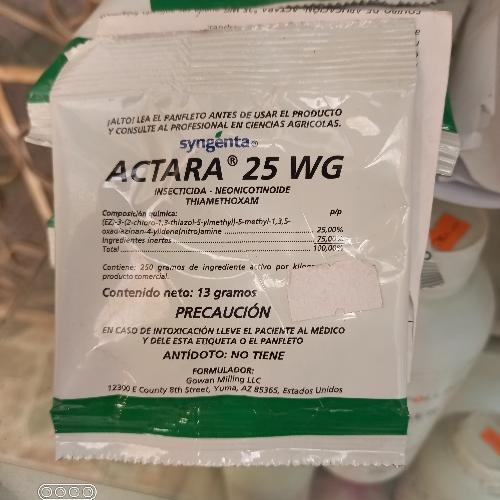 ¡ALTO! LEA EL PANFLETO ANTES DE USAR EL PRODUCTO
Y CONSULTE AL PROFESIONAL EN CIENCIAS AGRICOLAS.
syngenta®
ACTARA® 25 WG
INSECTICIDA - NEONICOTINOIDE
THIAMETHOXAM
Composición química: p/p
(EZ)-3-(2-chloro-1,3-thiazol-5-ylmethyl)-5-methyl-1,3,5-
oxadiazinan-4-ylidene(nitro)amine 25,00%
Ingredientes inertes 75,00%
Total 100,00%
Contiene: 250 gramos de ingrediente activo por
producto comercial.
Contenido neto: 13 gramos
PRECAUCIÓN
EN CASO DE INTOXICACIÓN LLEVE EL PACIENTE AL MÉDICO
Y DELE ESTA ETIQUETA O EL PANFLETO
ANTÍDOTO: NO TIENE
FORMULADOR:
Gowan Milling LLC
12300 E County 8th Street, Yuma, AZ 85365, Estados Unidos